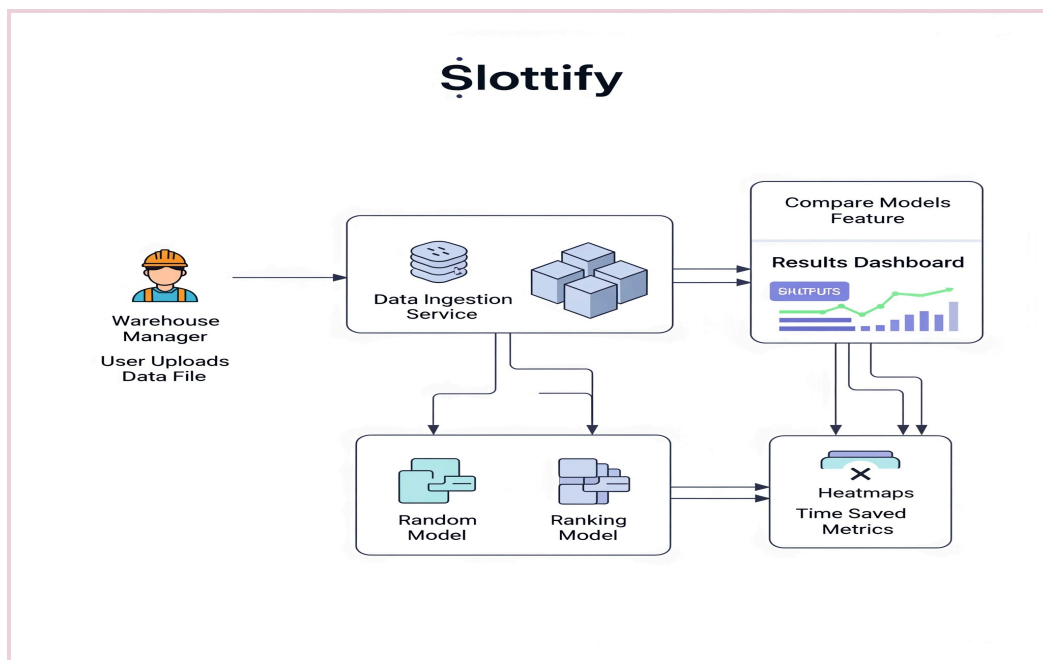 Slottify
Compare Models
Feature
Results Dashboard
Data Ingestion
Service
Warehouse
Manager
User Uploads
Data File
Random
Model
Ranking
Model
Heatmaps
Time Saved
Metrics